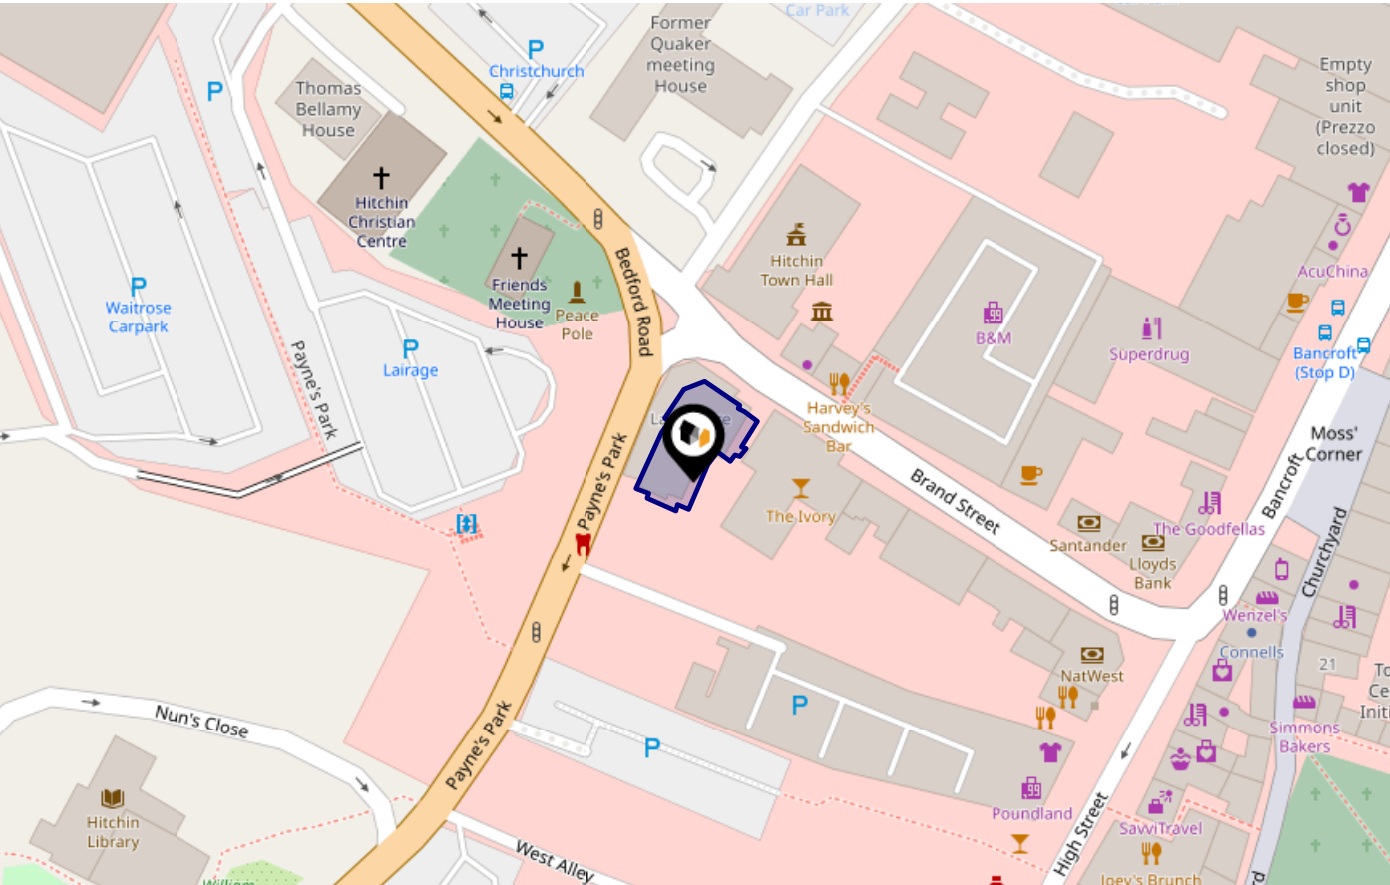 Car Park
Former
Quaker
meeting
House
P
Christchurch
Empty
shop
unit
(Prezzo
closed)
P
Thomas
Bellamy
House
Hitchin
Christian
Centre
Hitchin
Town Hall
Bedford Road
Friends
Meeting
House
Peace
Pole
P
Waitrose
Carpark
AcuChina
B&M
Superdrug
Bancroft
(Stop D)
P
Lairage
Payne's Park
Harvey's
Sandwich
Bar
Moss'
Corner
Payne's Park
Brand Street
Bancroft
The Ivory
The Goodfellas
Santander
Lloyds
Bank
Churchyard
Wenzel's
Connells
21
NatWest
P
P
Nun's Close
Payne's Park
Simmons
Bakers
Poundland
SavviTravel
Hitchin
Library
High Street
West Alley
Joey's Brunch
William